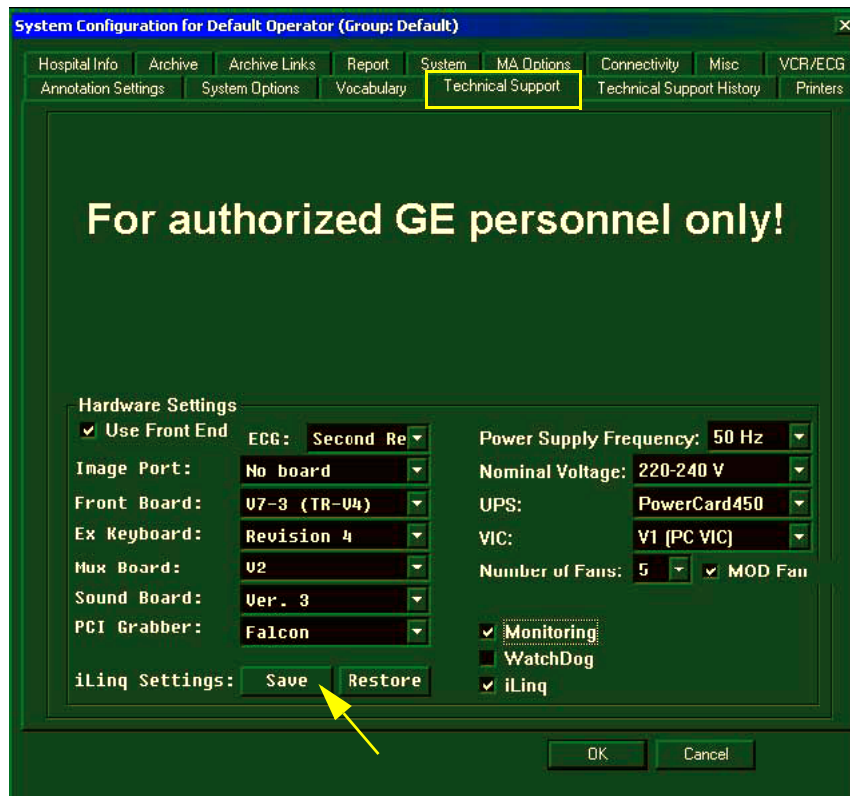 System Configuration for Default Operator (Group: Default)
Hospital Info Archive Archive Links Report System MA Options Connectivity Misc VCR/ECG
Annotation Settings System Options Vocabulary Technical Support Technical Support History Printers
For authorized GE personnel only!
Hardware Settings
Use Front End ECG: Second Re Power Supply Frequency: 50 Hz
Image Port: No board Nominal Voltage: 220-240 V
Front Board: V7-3 (TR-V4) UPS: PowerCard450
Ex Keyboard: Revision 4 VIC: V1 (PC VIC)
Mux Board: V2 Number of Fans: 5 MOD Fan
Sound Board: Ver. 3
PCI Grabber: Falcon Monitoring
WatchDog
iLinq Settings: Save Restore iLinq
OK Cancel